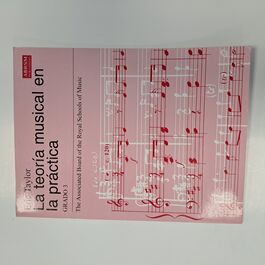 Eric Taylor
La teoría musical en
la práctica
GRADO 3
The Associated Board of the Royal Schools of Music
ABRSM